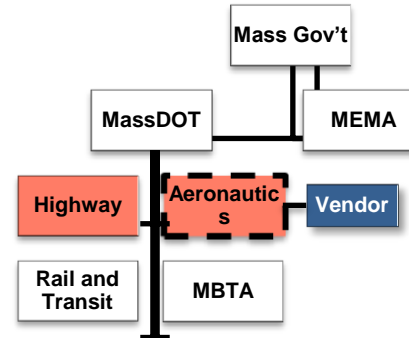 Mass Gov't
MassDOT
MEMA
Highway
Aeronautic
s
Vendor
Rail and
Transit
MBTA